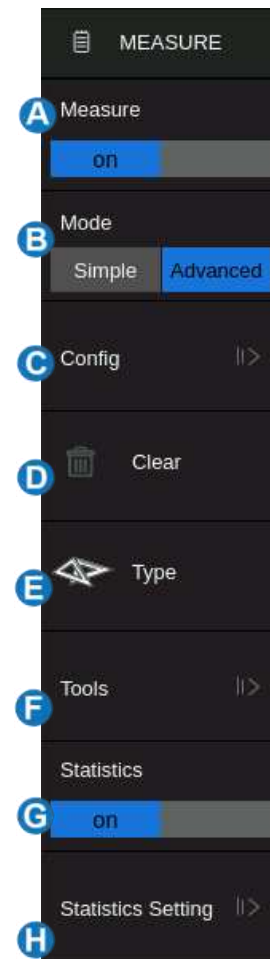 MEASURE
A
Measure
on
B
Mode
Simple Advanced
C
Config
D
Clear
E
Type
F
Tools
Statistics
G
on
Statistics Setting
H